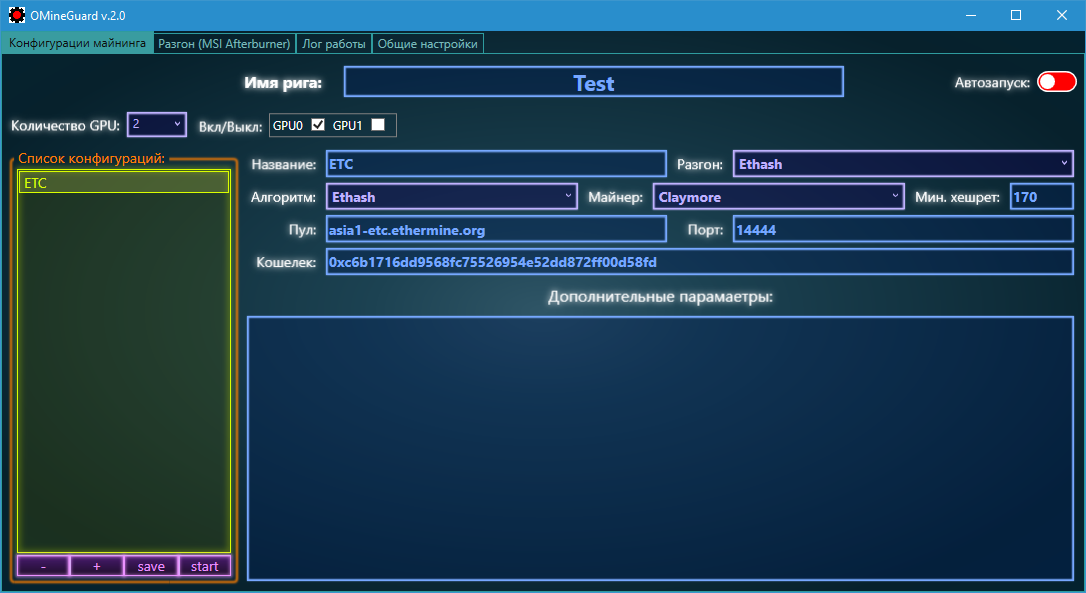 OMineGuard v.2.0
Конфигурации майнинга Разгон (MSI Afterburner) Лог работы Общие настройки
Имя рига: Test Автозапуск:
Количество GPU: 2 Вкл/Выкл: GPU0 GPU1
Список конфигураций:
Название: ETC Разгон: Ethash
ETC
Алгоритм: Ethash Майнер: Claymore Мин. хешрет: 170
Пул: asia1-etc.ethermine.org Порт: 14444
Кошелек: 0xc6b1716dd9568fc75526954e52dd872ff00d58fd
Дополнительные парамаетры:
- + save start